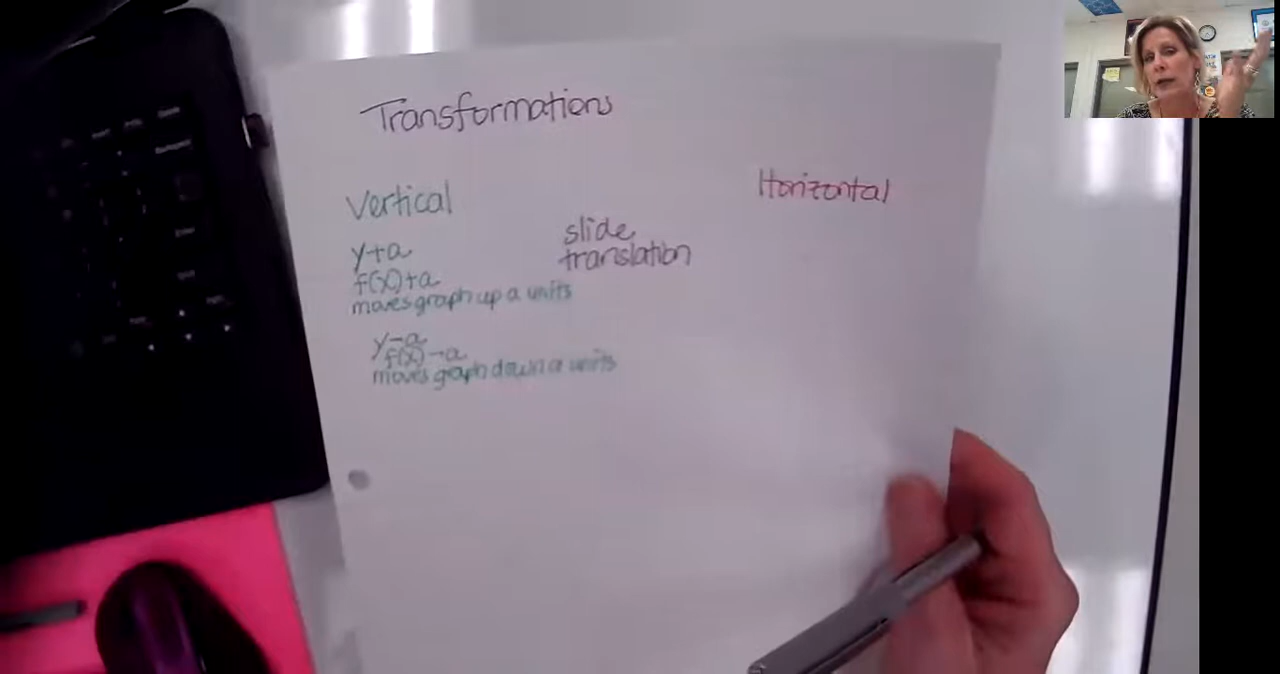 Transformations
Vertical
Horizontal
y+a
f(x)+a
moves graph up a units
slide
translation
y-a
f(x)-a
moves graph down a units